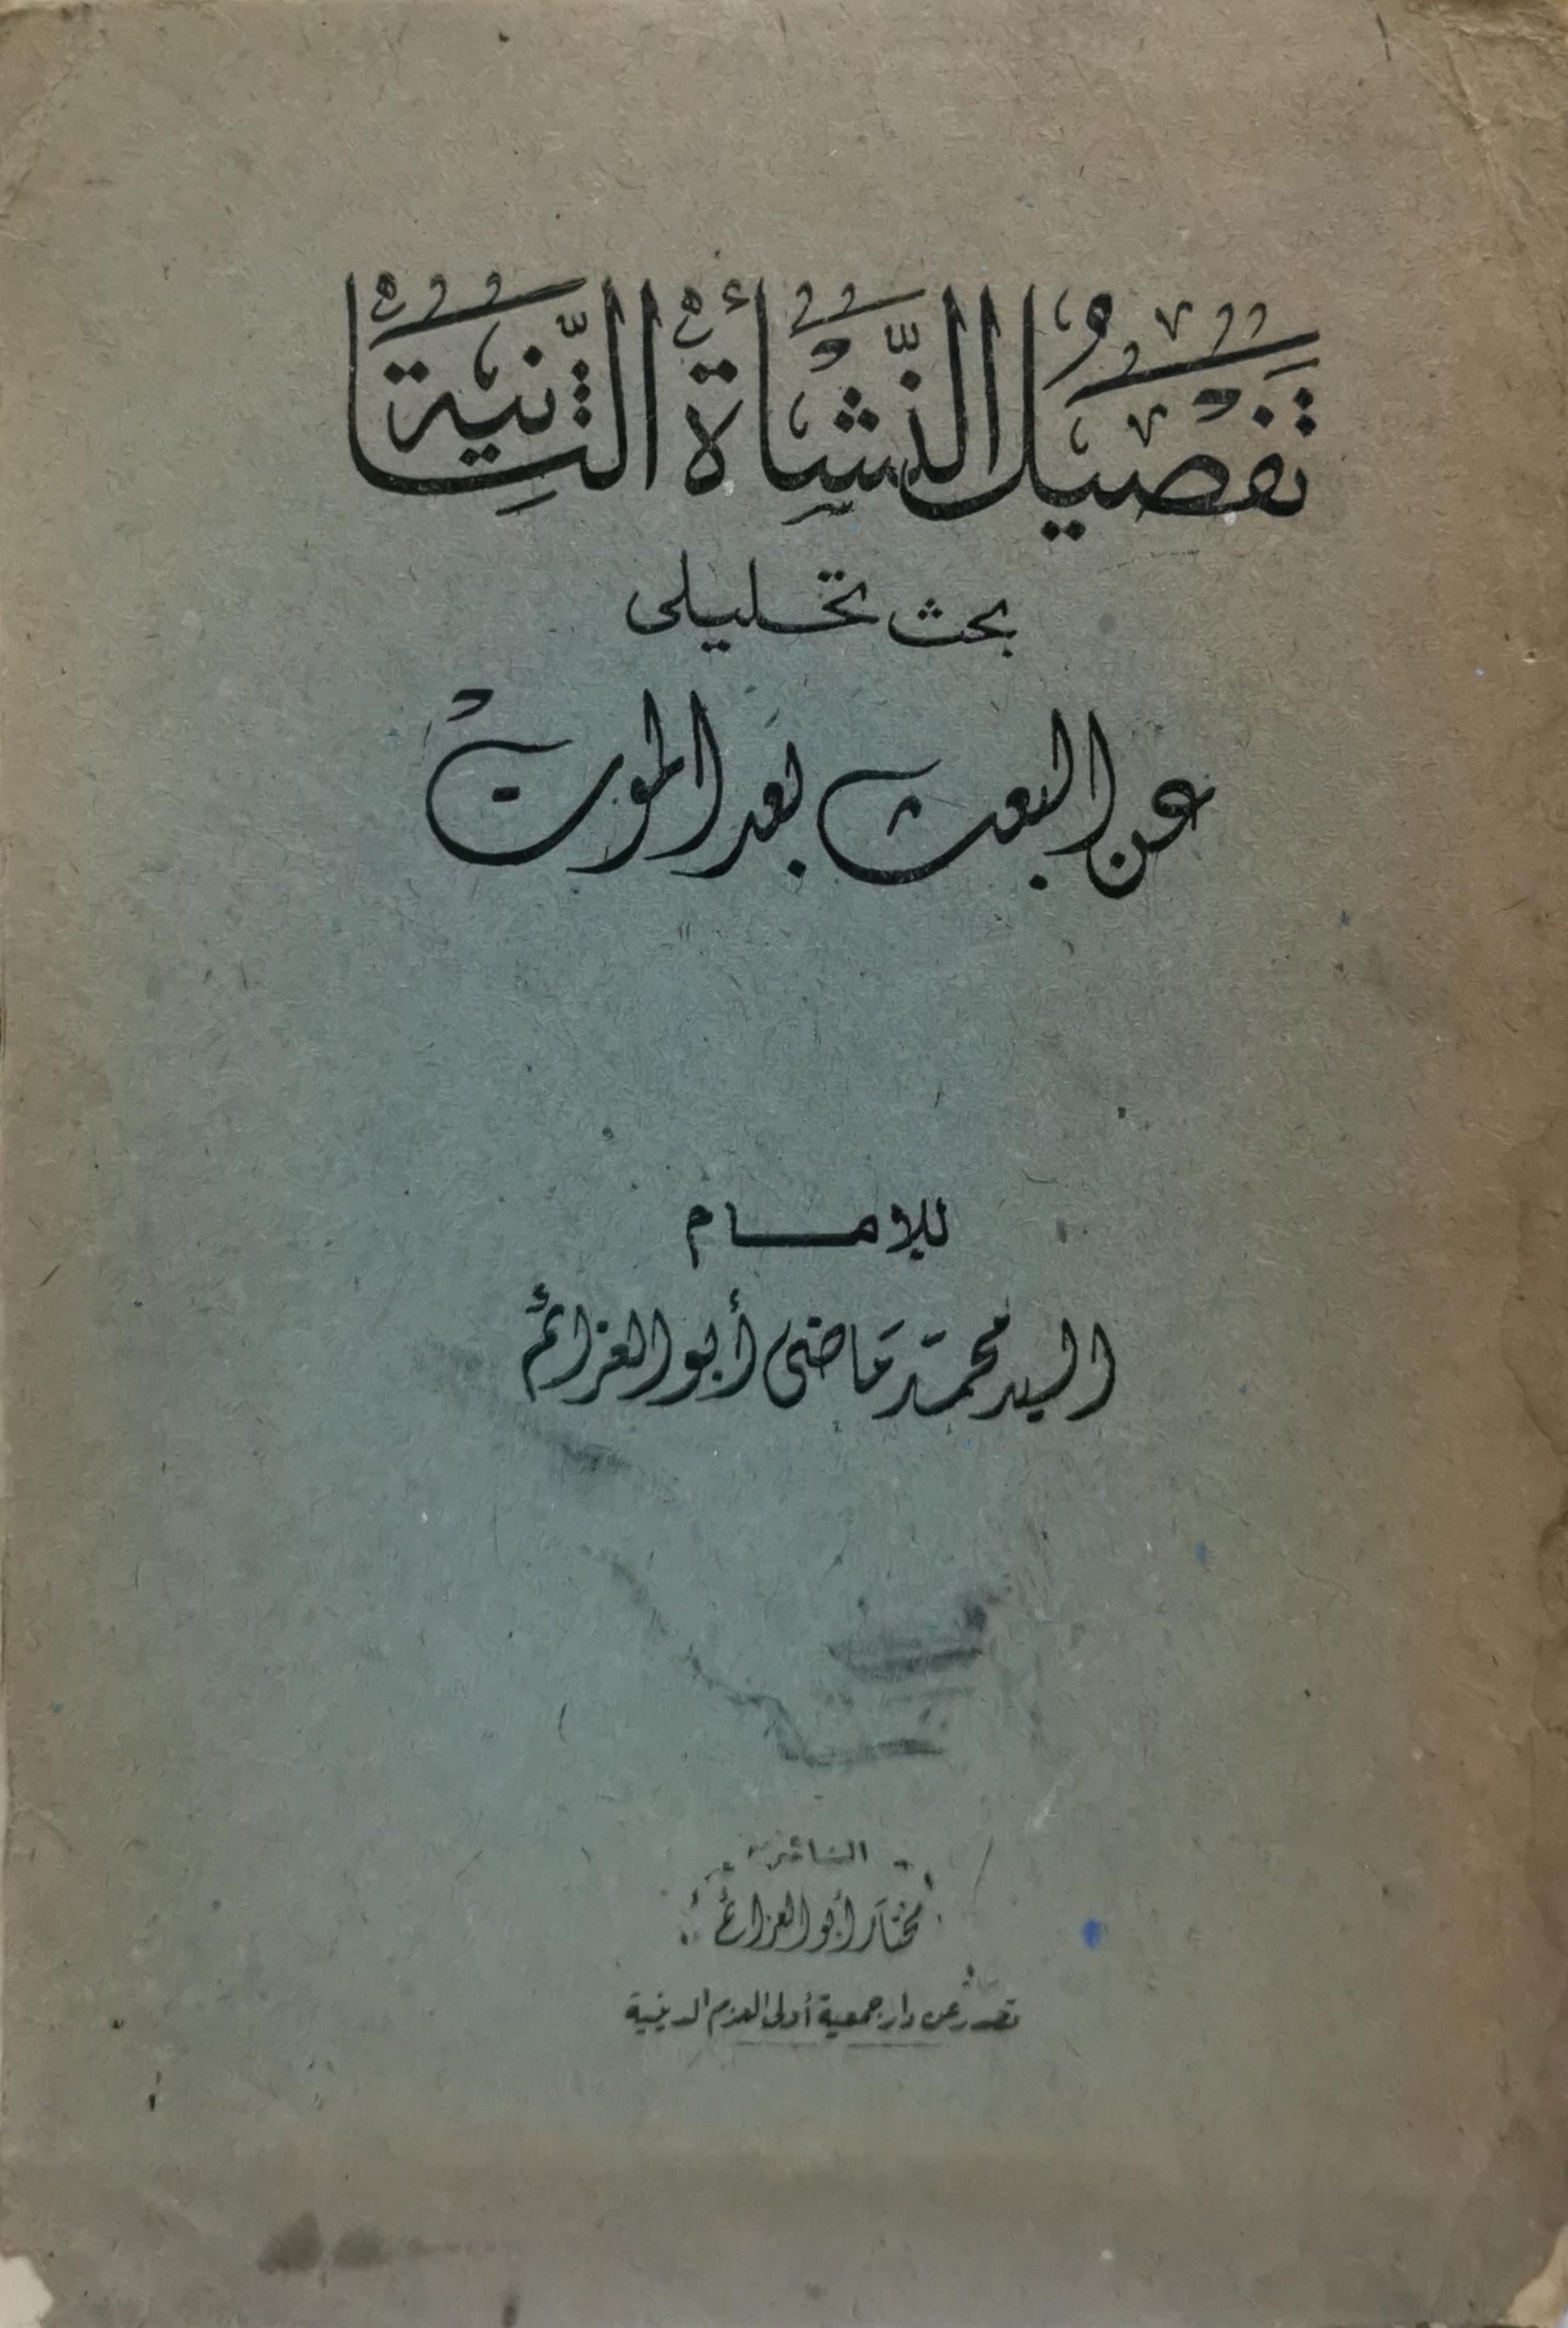 تفصيل النشأة الثانية
بحث تحليلى
عن البعث بعد الموت
للإمام
السيد محمد ماضى أبو العزائم
الناشر
مختار أبو العزائم
تصدر عن دار جمعية أولى العزم الدينية